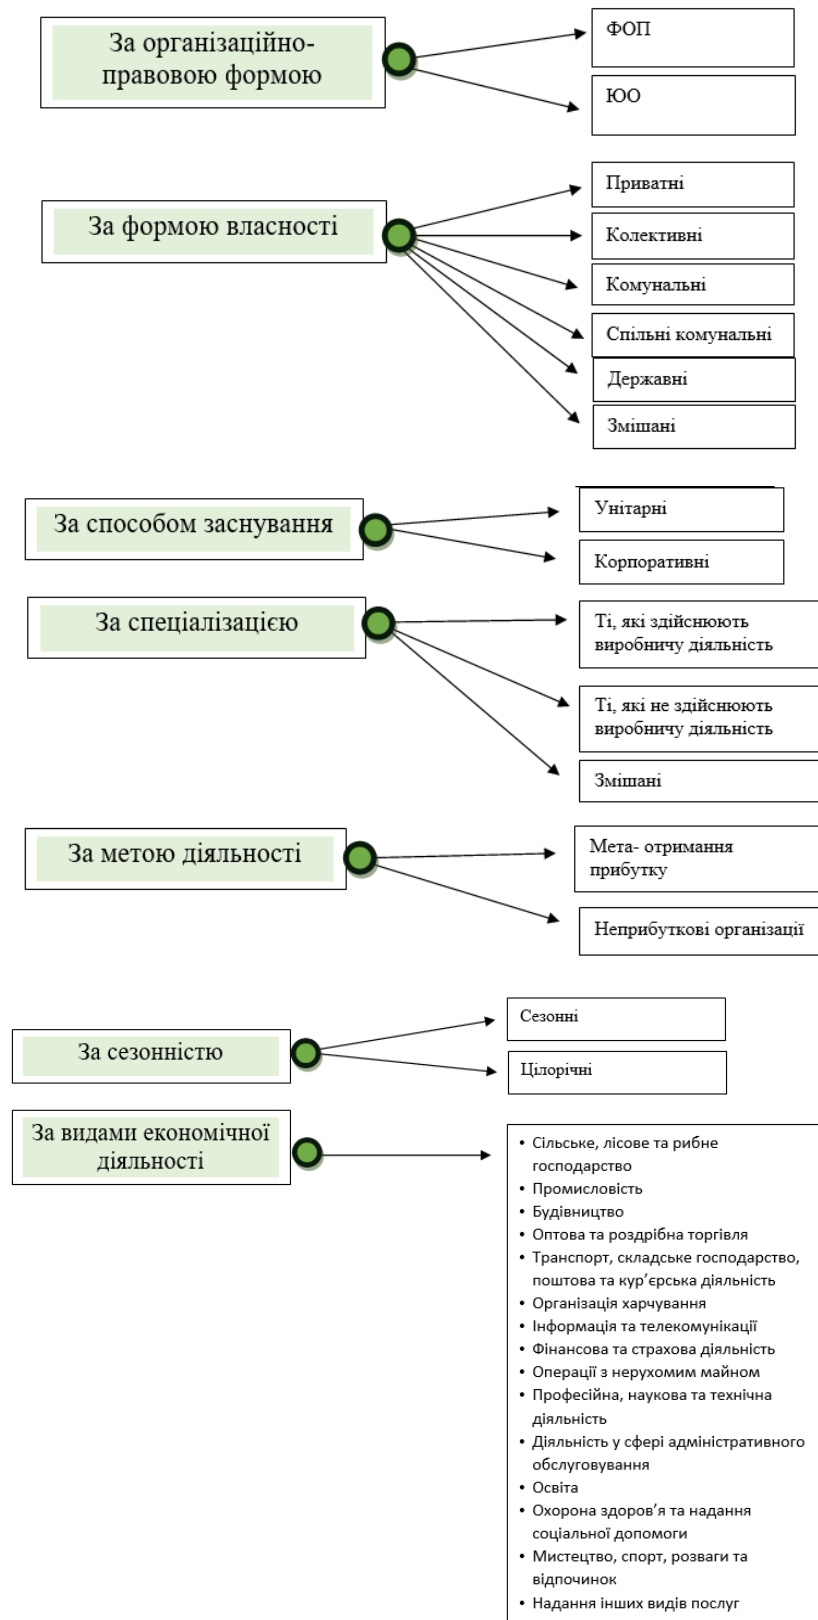 За організаційно-
правовою формою
ФОП
ЮО
За формою власності
Приватні
Колективні
Комунальні
Спільні комунальні
Державні
Змішані
За способом заснування
Унітарні
Корпоративні
За спеціалізацією
Ті, які здійснюють
виробничу діяльність
Ті, які не здійснюють
виробничу діяльність
Змішані
За метою діяльності
Мета- отримання
прибутку
Неприбуткові організації
За сезонністю
Сезонні
Цілорічні
За видами економічної
діяльності
• Сільське, лісове та рибне
господарство
• Промисловість
• Будівництво
• Оптова та роздрібна торгівля
• Транспорт, складське господарство,
поштова та кур’єрська діяльність
• Організація харчування
• Інформація та телекомунікації
• Фінансова та страхова діяльність
• Операції з нерухомим майном
• Професійна, наукова та технічна
діяльність
• Діяльність у сфері адміністративного
обслуговування
• Освіта
• Охорона здоров’я та надання
соціальної допомоги
• Мистецтво, спорт, розваги та
відпочинок
• Надання інших видів послуг